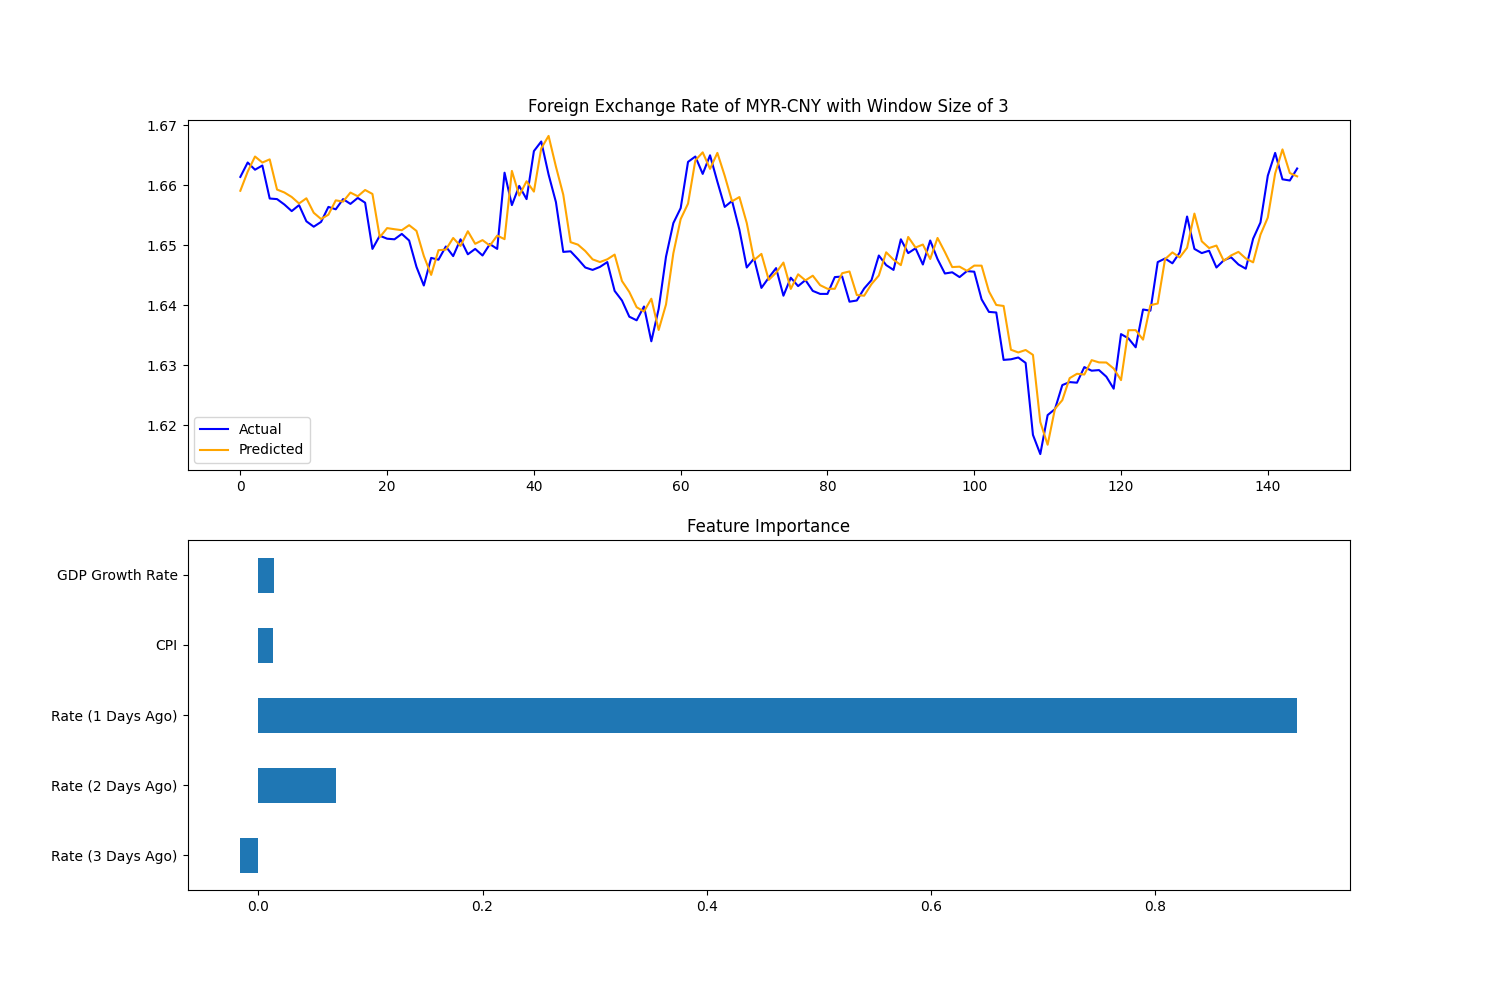 Foreign Exchange Rate of MYR-CNY with Window Size of 3
1.67
1.66
1.65
1.64
1.63
1.62
Actual
Predicted
0 20 40 60 80 100 120 140
Feature Importance
GDP Growth Rate
CPI
Rate (1 Days Ago)
Rate (2 Days Ago)
Rate (3 Days Ago)
0.0 0.2 0.4 0.6 0.8